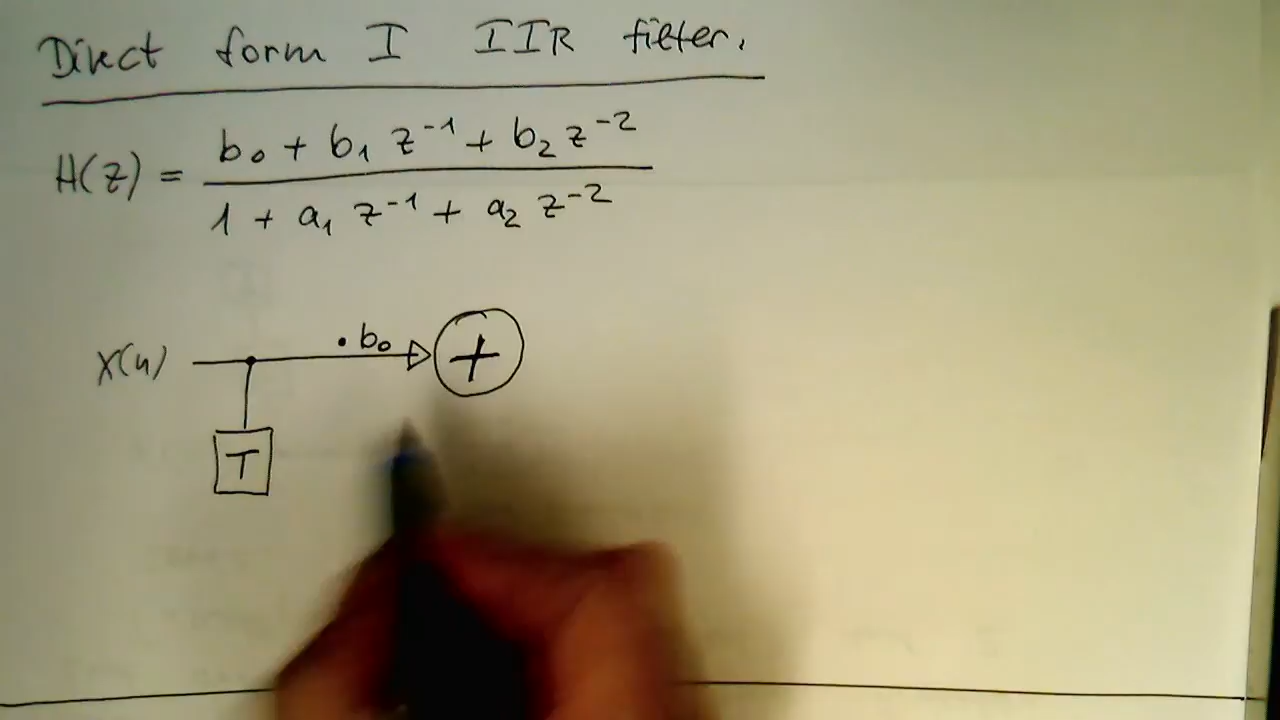 Direct form I IIR filter.
H(z) = b₀ + b₁ z⁻¹ + b₂ z⁻²
1 + a₁ z⁻¹ + a₂ z⁻²
x(n) · b₀ +
T